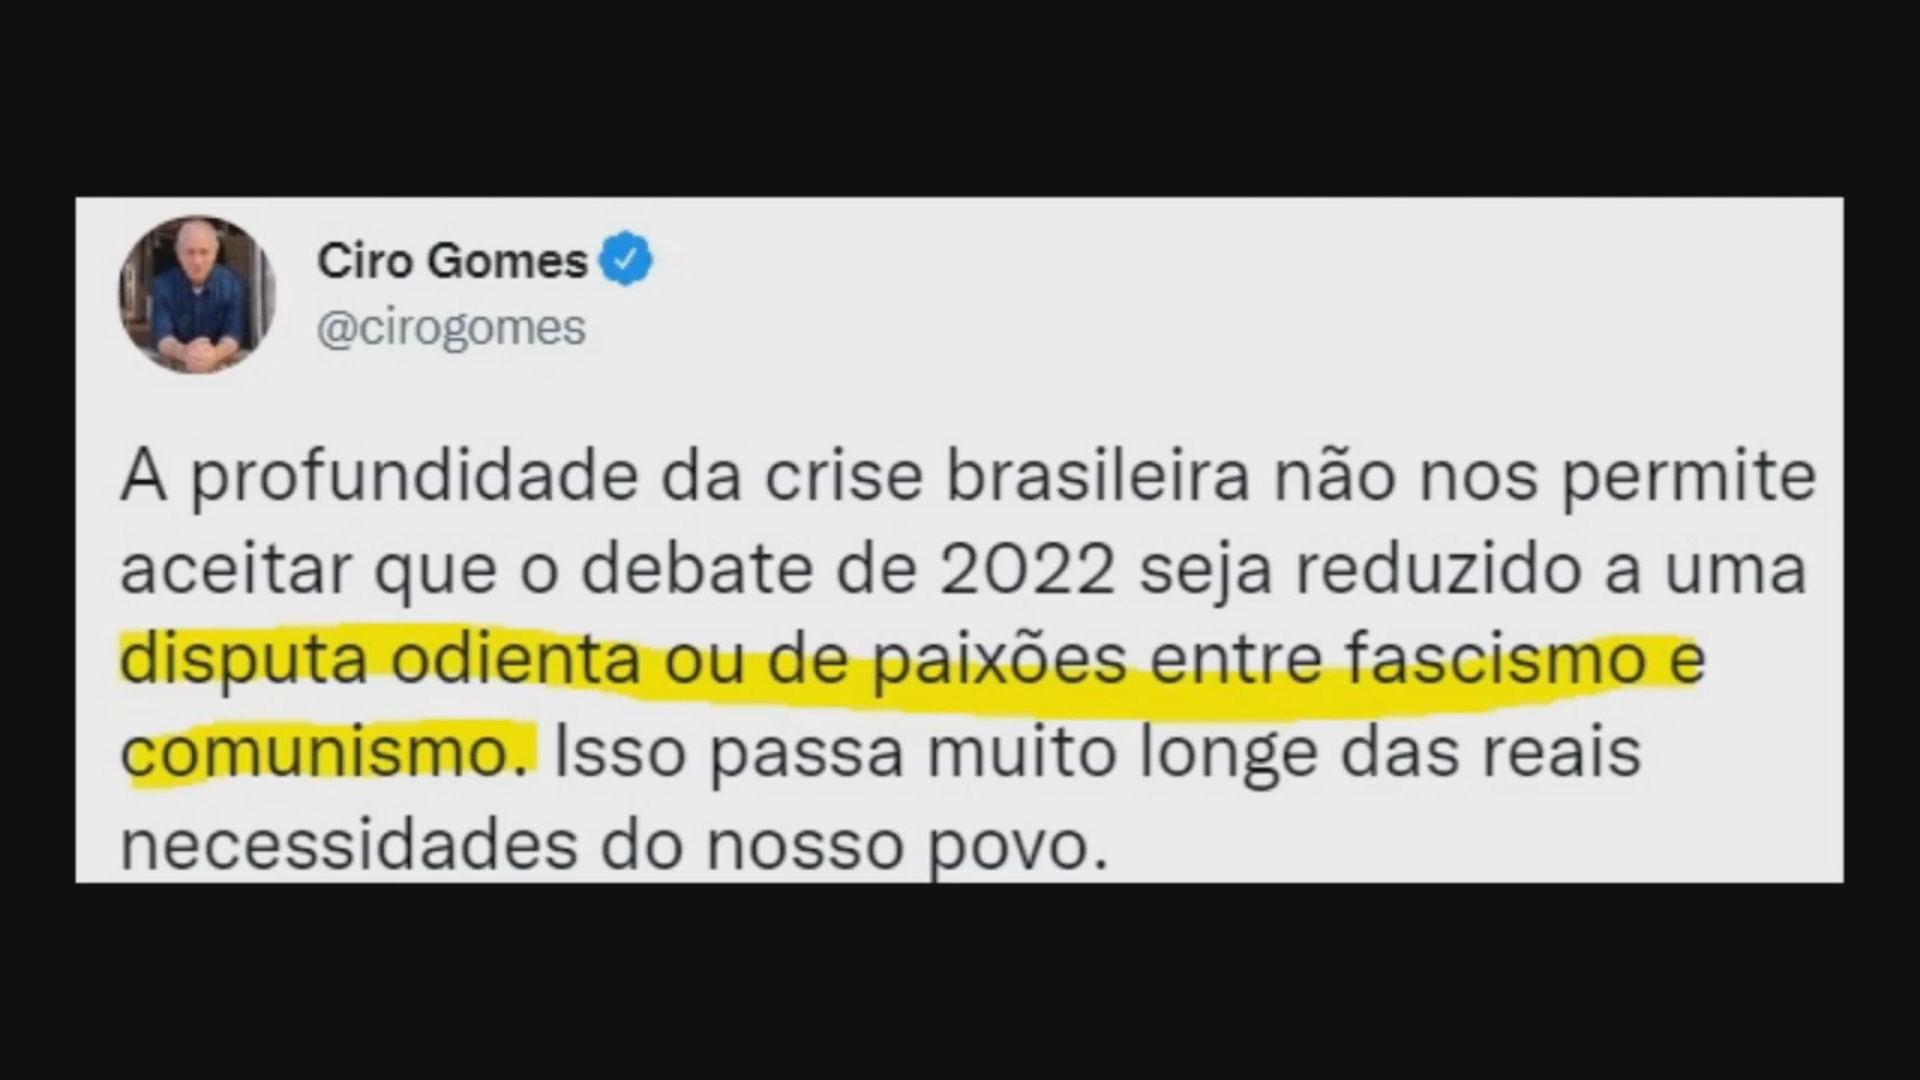 Ciro Gomes
@cirogomes
A profundidade da crise brasileira não nos permite
aceitar que o debate de 2022 seja reduzido a uma
disputa odienta ou de paixões entre fascismo e
comunismo. Isso passa muito longe das reais
necessidades do nosso povo.